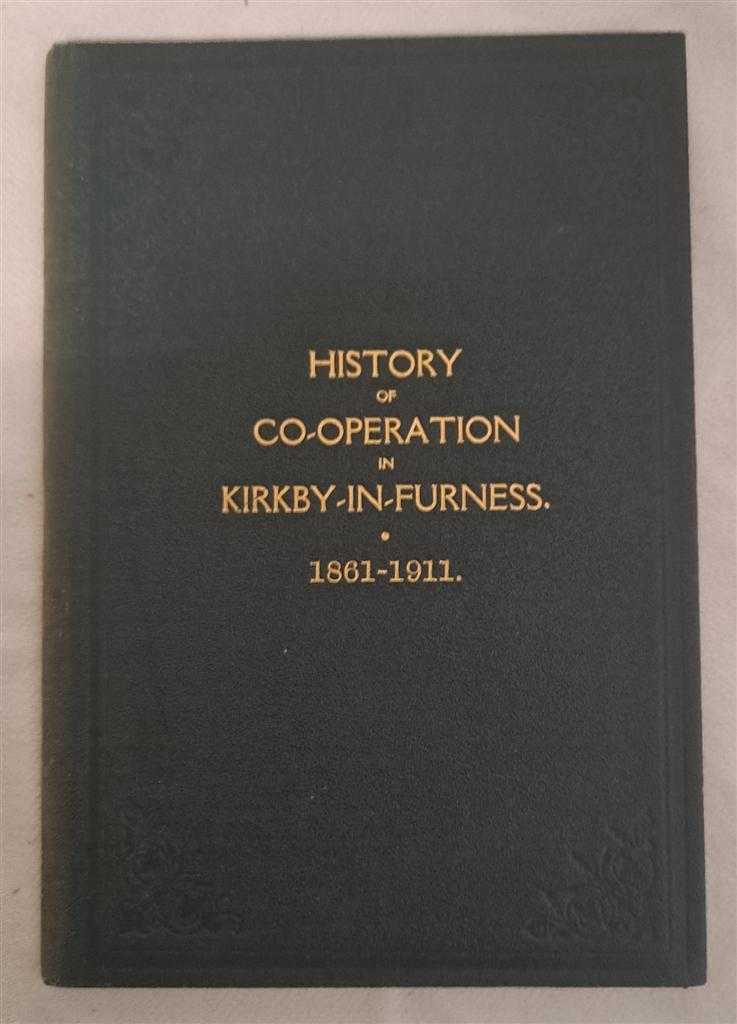 HISTORY
OF
CO-OPERATION
IN
KIRKBY-IN-FURNESS.
1861-1911.